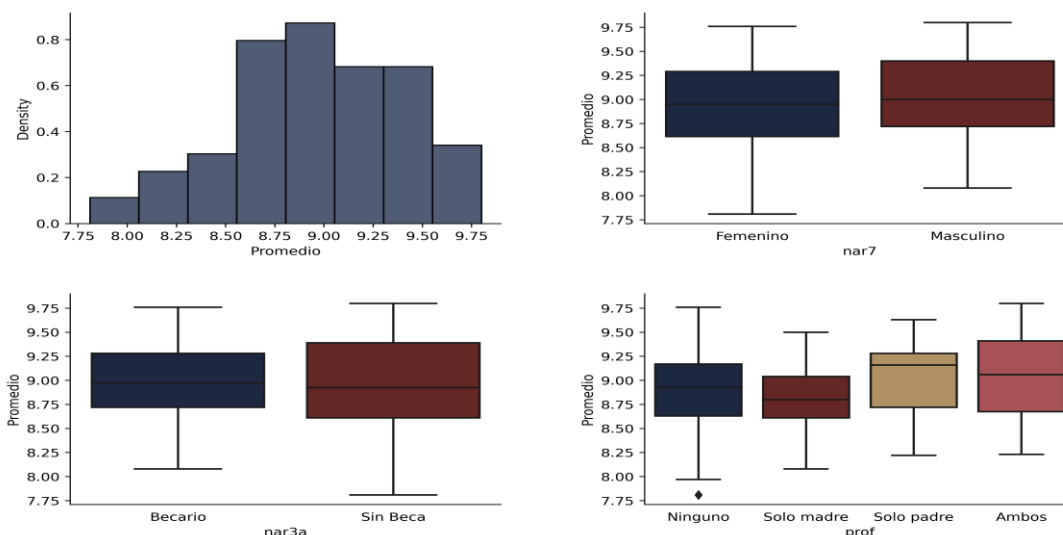 0.8
0.6
0.4
0.2
0.0
Density
7.75 8.00 8.25 8.50 8.75 9.00 9.25 9.50 9.75
Promedio
9.75
9.50
9.25
9.00
8.75
8.50
8.25
8.00
7.75
Promedio
Femenino Masculino
nar7
9.75
9.50
9.25
9.00
8.75
8.50
8.25
8.00
7.75
Promedio
Becario Sin Beca
nar3a
9.75
9.50
9.25
9.00
8.75
8.50
8.25
8.00
7.75
Promedio
Ninguno Solo madre Solo padre Ambos
prof